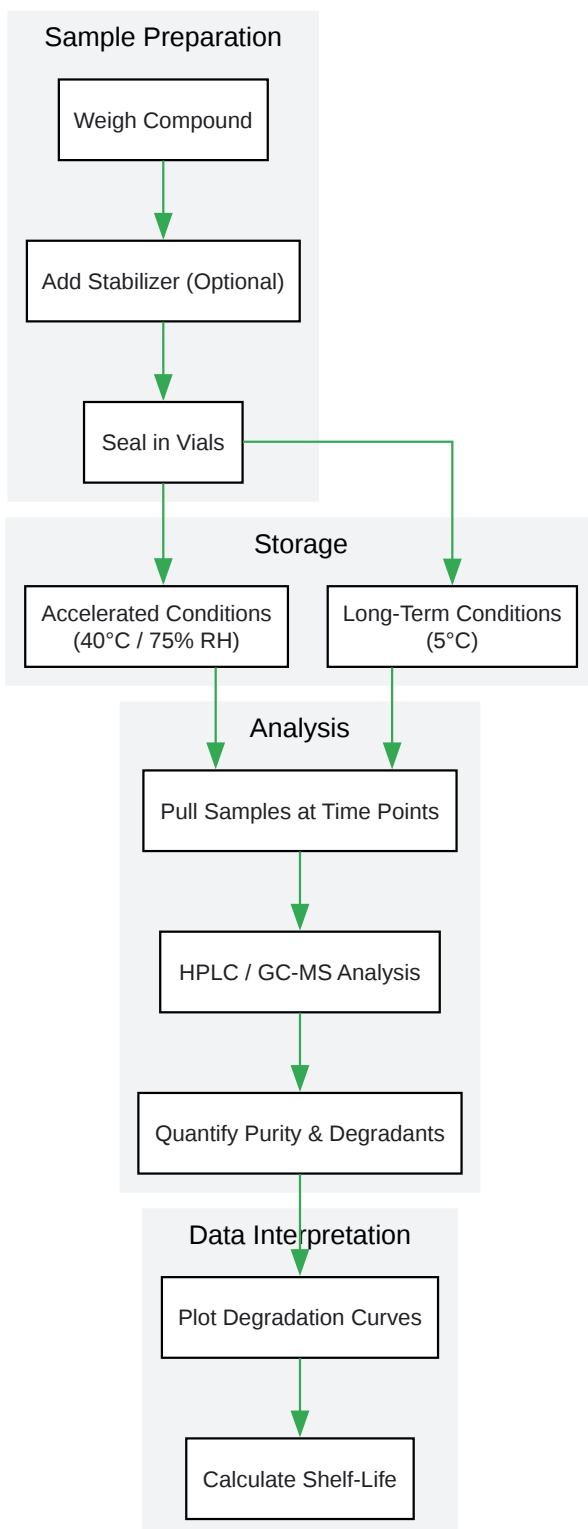 Sample Preparation
Weigh Compound
Add Stabilizer (Optional)
Seal in Vials
Storage
Accelerated Conditions
(40°C / 75% RH)
Long-Term Conditions
(5°C)
Analysis
Pull Samples at Time Points
HPLC / GC-MS Analysis
Quantify Purity & Degradants
Data Interpretation
Plot Degradation Curves
Calculate Shelf-Life